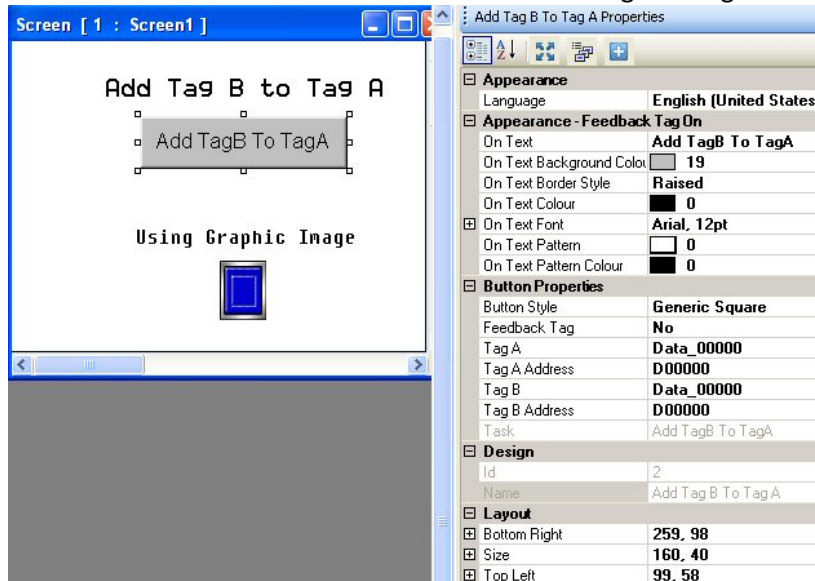 Screen [ 1 : Screen1 ]
Add Tag B to Tag A
Add TagB To TagA
Using Graphic Image
Add Tag B To Tag A Properties
Appearance
Language English (United States
Appearance - Feedback Tag On
On Text Add TagB To TagA
On Text Background Colou 19
On Text Border Style Raised
On Text Colour 0
On Text Font Arial, 12pt
On Text Pattern 0
On Text Pattern Colour 0
Button Properties
Button Style Generic Square
Feedback Tag No
Tag A Data_00000
Tag A Address D00000
Tag B Data_00000
Tag B Address D00000
Task Add TagB To TagA
Design
Id 2
Name Add Tag B To Tag A
Layout
Bottom Right 259, 98
Size 160, 40
Top Left 99, 58